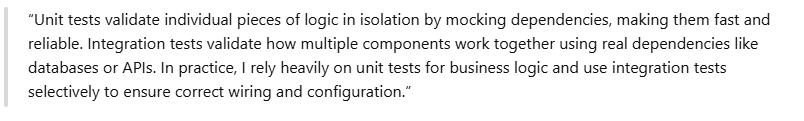 “Unit tests validate individual pieces of logic in isolation by mocking dependencies, making them fast and
reliable. Integration tests validate how multiple components work together using real dependencies like
databases or APIs. In practice, I rely heavily on unit tests for business logic and use integration tests
selectively to ensure correct wiring and configuration.”